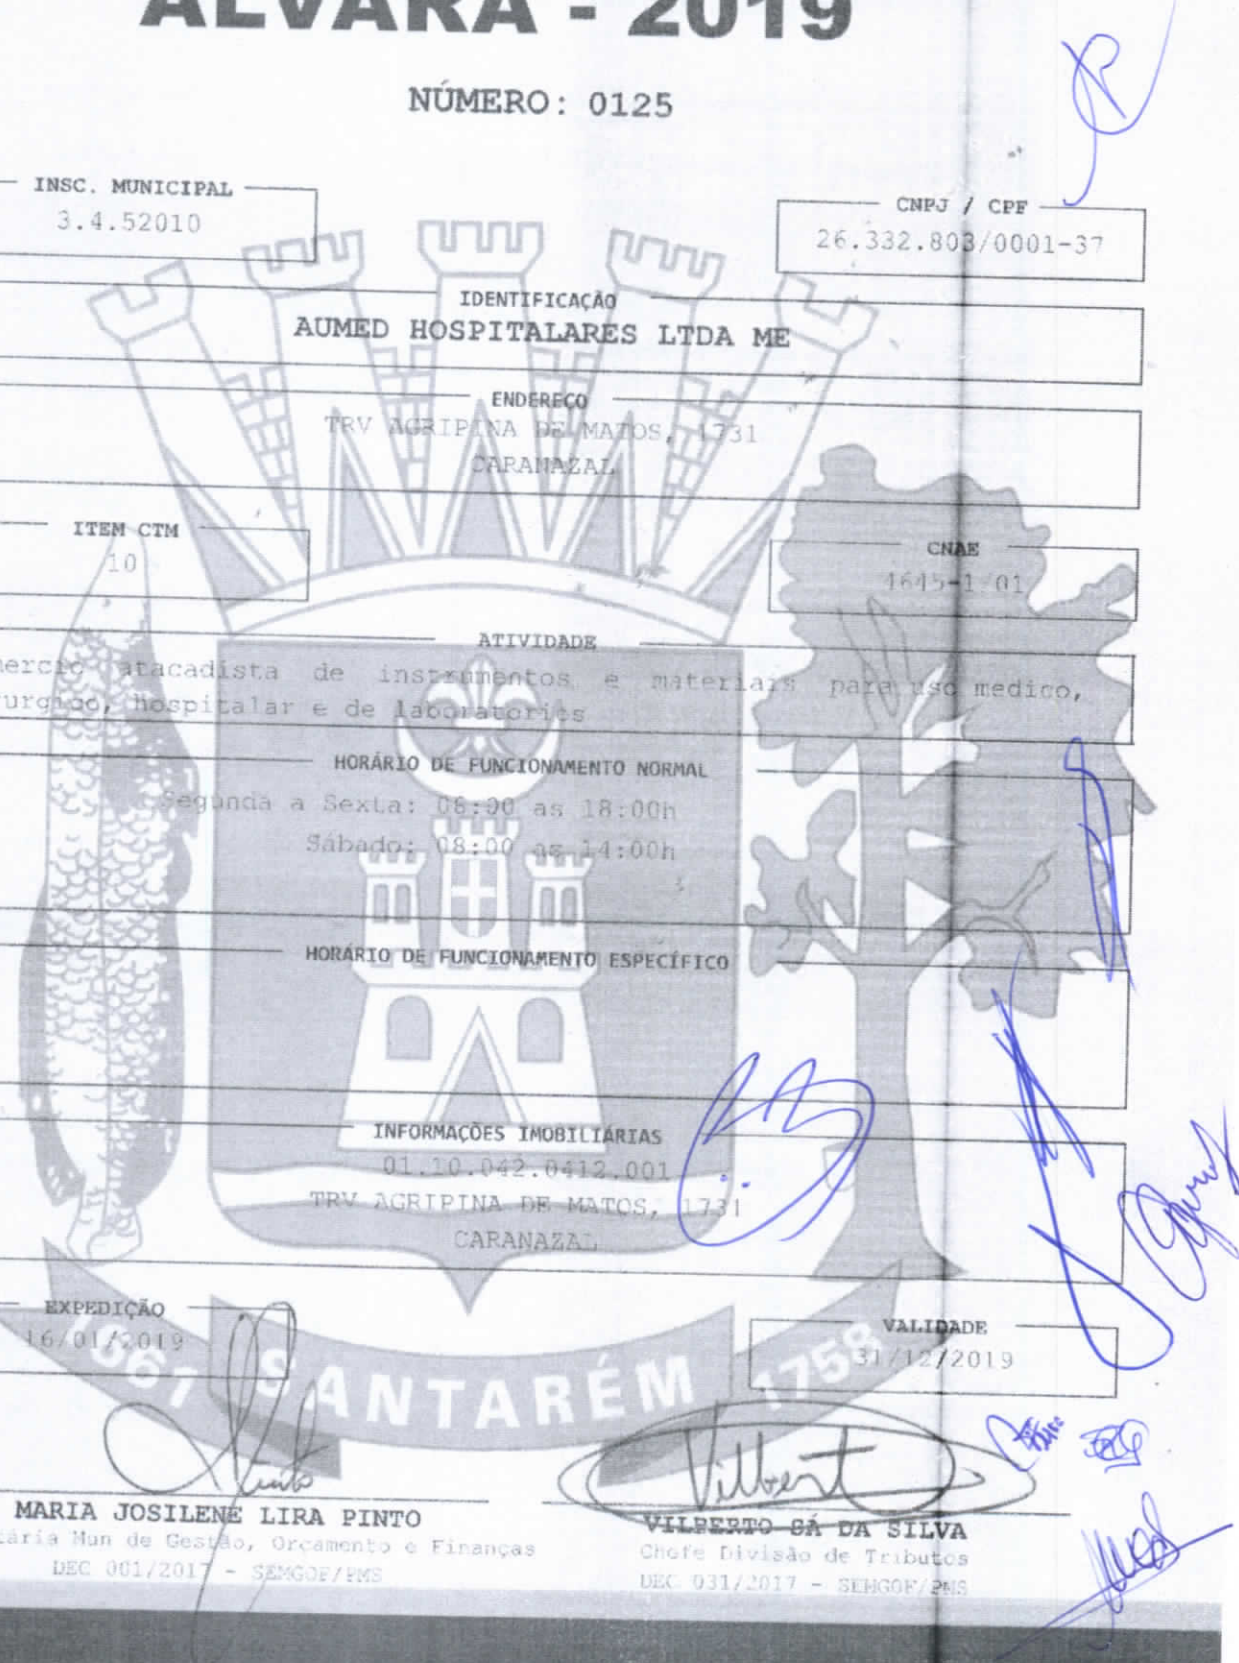 ALVARÁ - 2019
NÚMERO: 0125
INSC. MUNICIPAL
3.4.52010
CNPJ / CPF
26.332.803/0001-37
IDENTIFICAÇÃO
AUMED HOSPITALARES LTDA ME
ENDEREÇO
TRV AGRIPINA DE MATOS, 1731
CARANAZAL
ITEM CTM
10
CNAE
4645-1/01
ATIVIDADE
mercio atacadista de instrumentos e materiais para uso medico,
urgico, hospitalar e de laboratorios
HORÁRIO DE FUNCIONAMENTO NORMAL
Segunda a Sexta: 08:00 as 18:00h
Sábado: 08:00 as 14:00h
HORÁRIO DE FUNCIONAMENTO ESPECÍFICO
INFORMAÇÕES IMOBILIÁRIAS
01.10.042.0412.001
TRV AGRIPINA DE MATOS, 1731
CARANAZAL
EXPEDIÇÃO
16/01/2019
VALIDADE
31/12/2019
1661 SANTARÉM 1758
Vilbert
MARIA JOSILENE LIRA PINTO
tária Mun de Gestão, Orcamento e Finanças
DEC 001/2017 - SEMGOF/PMS
VILBERTO SÁ DA SILVA
Chefe Divisão de Tributos
DEC 031/2017 - SEMGOF/PMS